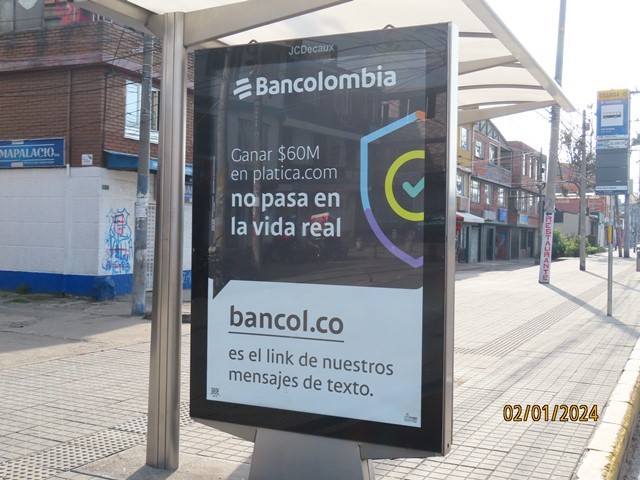 JCDecaux
Bancolombia
Ganar $60M
en platica.com
no pasa en
la vida real
bancol.co
es el link de nuestros
mensajes de texto.
MAPALACIO
RESTAURANTE
02/01/2024